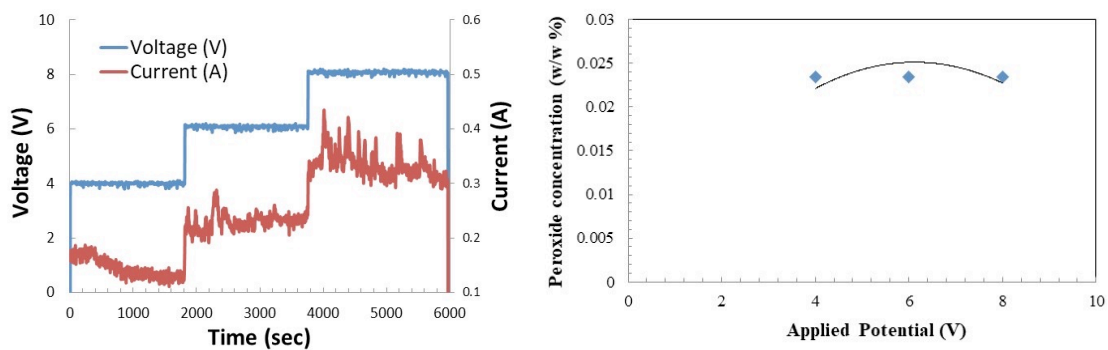 10
8
6
4
2
0
Voltage (V)
Voltage (V)
Current (A)
0.6
0.5
0.4
0.3
0.2
0.1
Current (A)
0 1000 2000 3000 4000 5000 6000
Time (sec)
0.03
0.025
0.02
0.015
0.01
0.005
0
Peroxide concentration (w/w %)
0 2 4 6 8 10
Applied Potential (V)